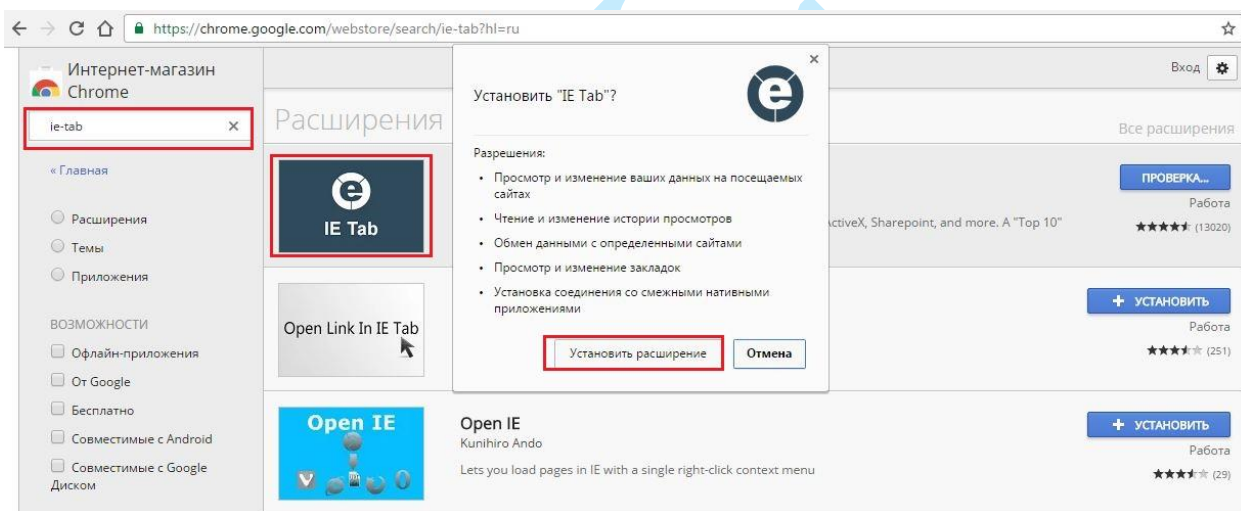 https://chrome.google.com/webstore/search/ie-tab?hl=ru
Интернет-магазин
Chrome
ie-tab
« Главная
Расширения
Темы
Приложения
ВОЗМОЖНОСТИ
Офлайн-приложения
От Google
Бесплатно
Совместимые с Android
Совместимые с Google
Диском
Вход
Расширения
Все расширения
IE Tab
ПРОВЕРКА...
Работа
ActiveX, Sharepoint, and more. A "Top 10"
(13020)
Установить "IE Tab"?
Разрешения:
• Просмотр и изменение ваших данных на посещаемых
сайтах
• Чтение и изменение истории просмотров
• Обмен данными с определенными сайтами
• Просмотр и изменение закладок
• Установка соединения со смежными нативными
приложениями
Установить расширение
Отмена
Open Link In IE Tab
+ УСТАНОВИТЬ
Работа
(251)
Open IE
Open IE
Kunihiro Ando
Lets you load pages in IE with a single right-click context menu
+ УСТАНОВИТЬ
Работа
(29)